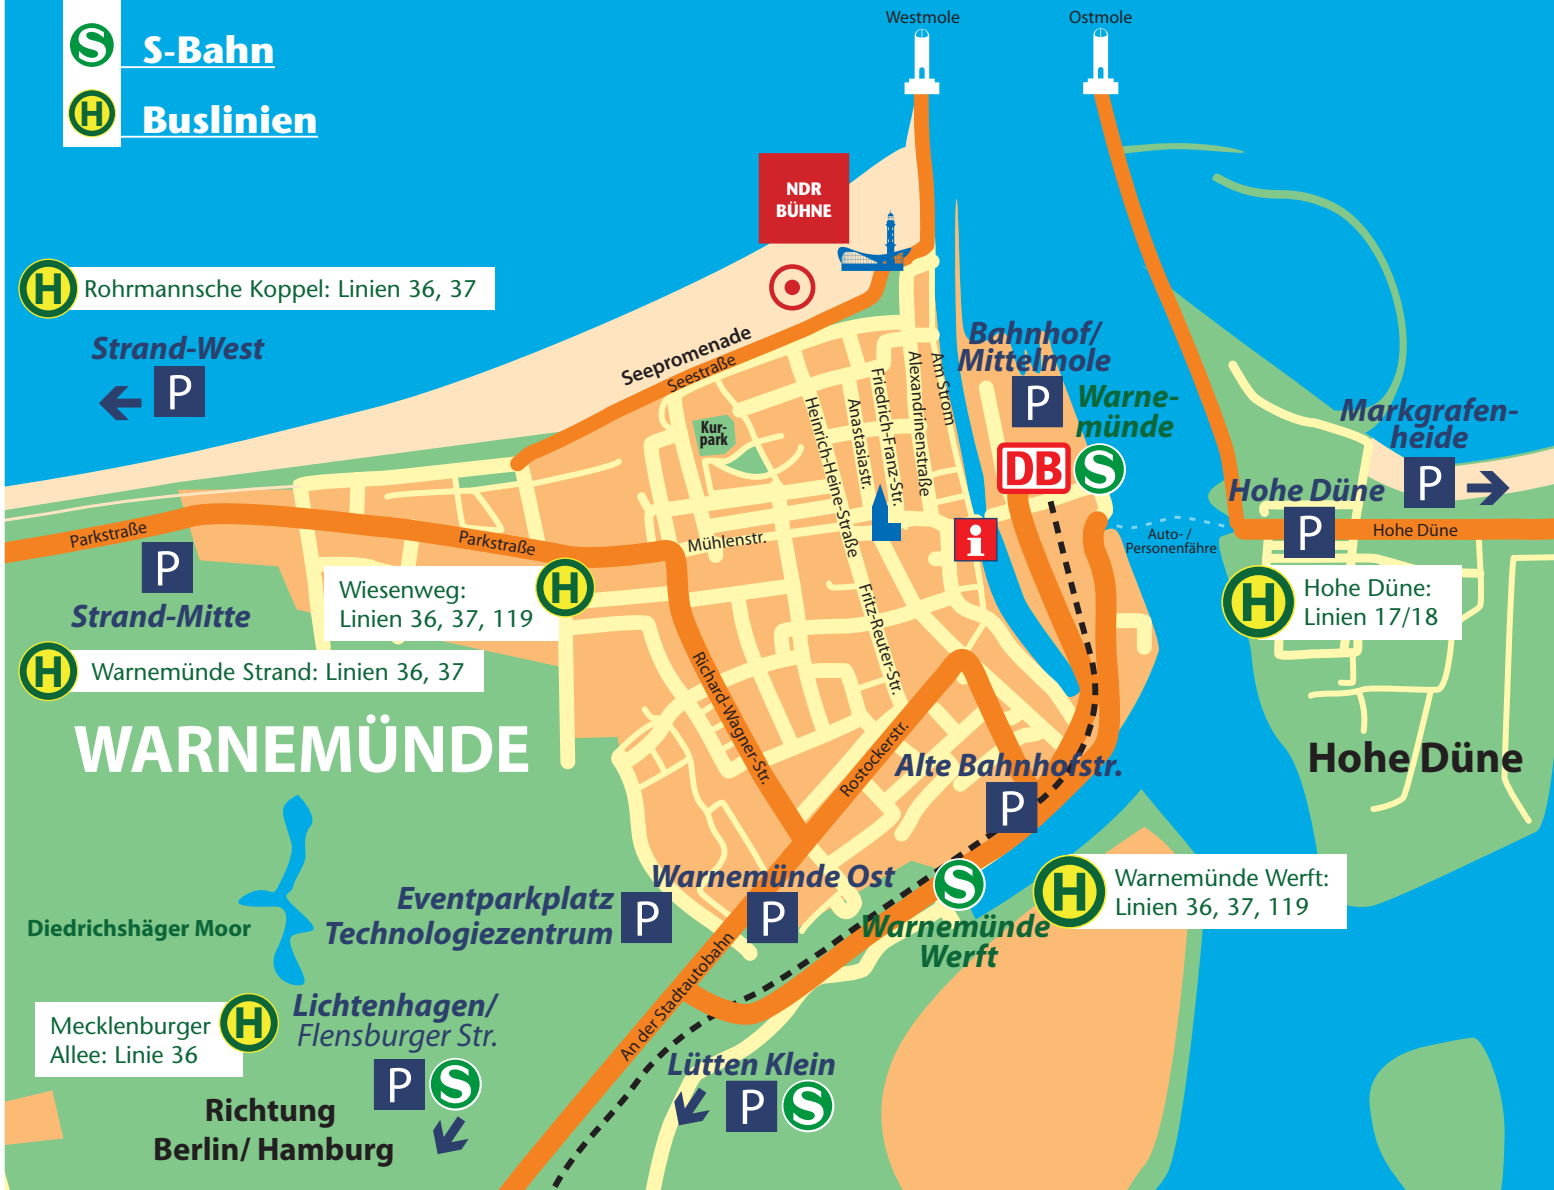 Westmole
Ostmole
S
S-Bahn
H
Buslinien
NDR
BÜHNE
H
Rohrmannsche Koppel: Linien 36, 37
Strand-West
P
Seepromenade
Seestraße
Kur-
park
Heinrich-Heine-Straße
Anastasiastr.
Friedrich-Franz-Str.
Alexandrinenstraße
Am Strom
Bahnhof/
Mittelmole
P
Warne-
münde
DB
S
Markgrafen-
heide
P
Hohe Düne
P
Hohe Düne
Auto- /
Personenfähre
Parkstraße
Parkstraße
Mühlenstr.
i
P
Strand-Mitte
Wiesenweg:
Linien 36, 37, 119
H
H
Hohe Düne:
Linien 17/18
Fritz-Reuter-Str.
H
Warnemünde Strand: Linien 36, 37
Richard-Wagner-Str.
Rostockerstr.
WARNEMÜNDE
Hohe Düne
Alte Bahnhofstr.
P
Warnemünde Ost
P
Eventparkplatz
Technologiezentrum
P
S
Warnemünde
Werft
H
Warnemünde Werft:
Linien 36, 37, 119
Diedrichshäger Moor
An der Stadtautobahn
Mecklenburger
Allee: Linie 36
H
Lichtenhagen/
Flensburger Str.
P
S
Lütten Klein
P
S
Richtung
Berlin/ Hamburg